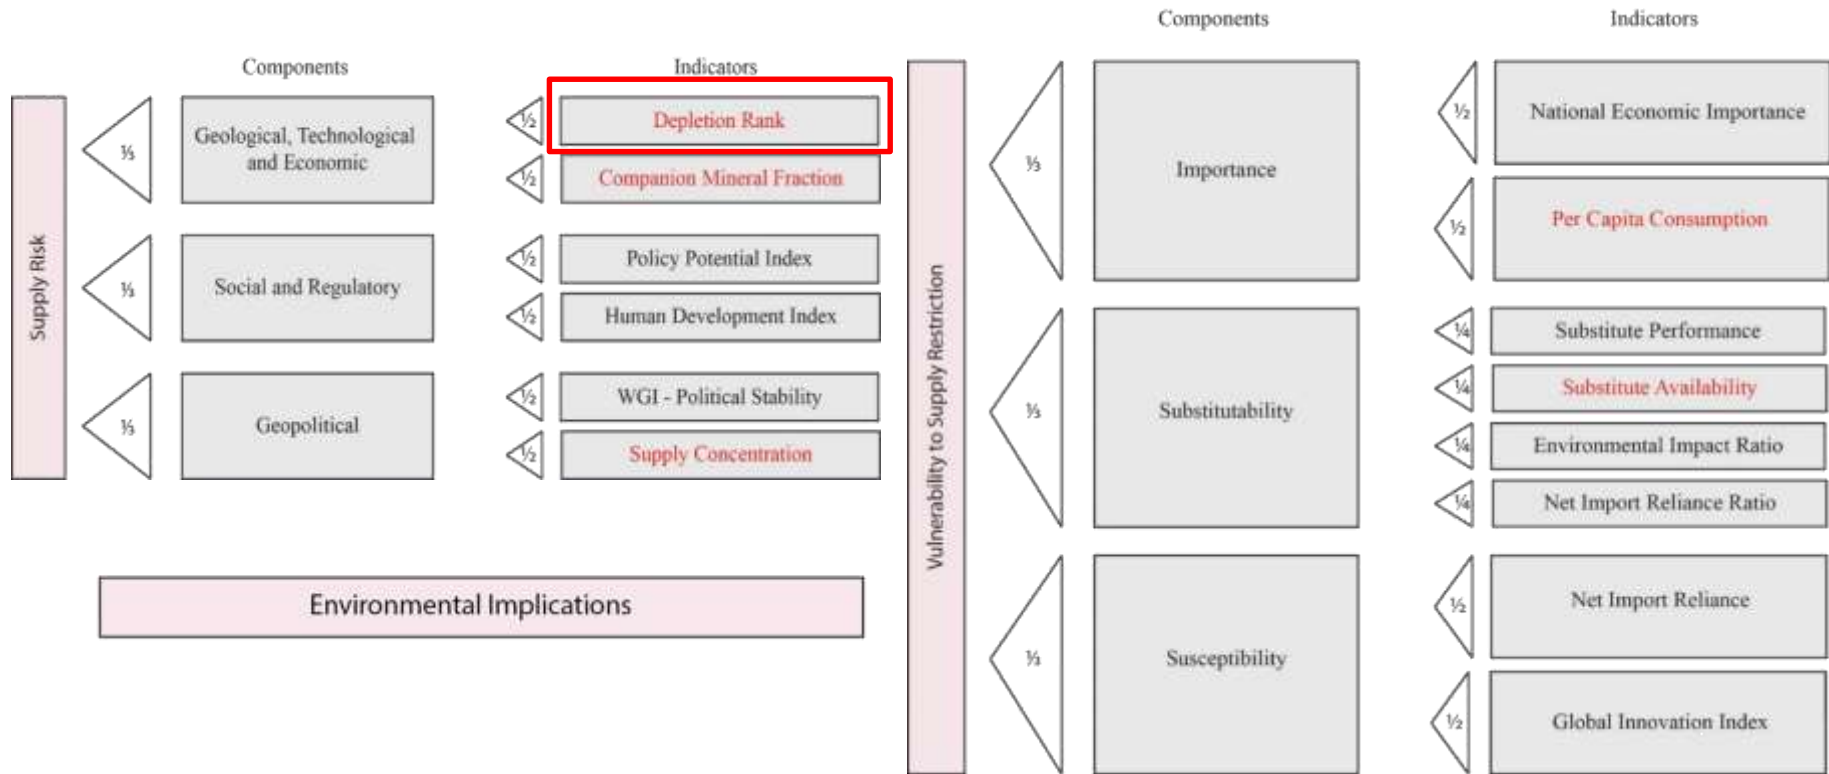 Components
Indicators
Supply Risk
⅓
Geological, Technological
and Economic
½
Depletion Rank
½
Companion Mineral Fraction
⅓
Social and Regulatory
½
Policy Potential Index
½
Human Development Index
⅓
Geopolitical
½
WGI - Political Stability
½
Supply Concentration
Environmental Implications
Components
Indicators
Vulnerability to Supply Restriction
⅓
Importance
½
National Economic Importance
½
Per Capita Consumption
⅓
Substitutability
¼
Substitute Performance
¼
Substitute Availability
¼
Environmental Impact Ratio
¼
Net Import Reliance Ratio
⅓
Susceptibility
½
Net Import Reliance
½
Global Innovation Index